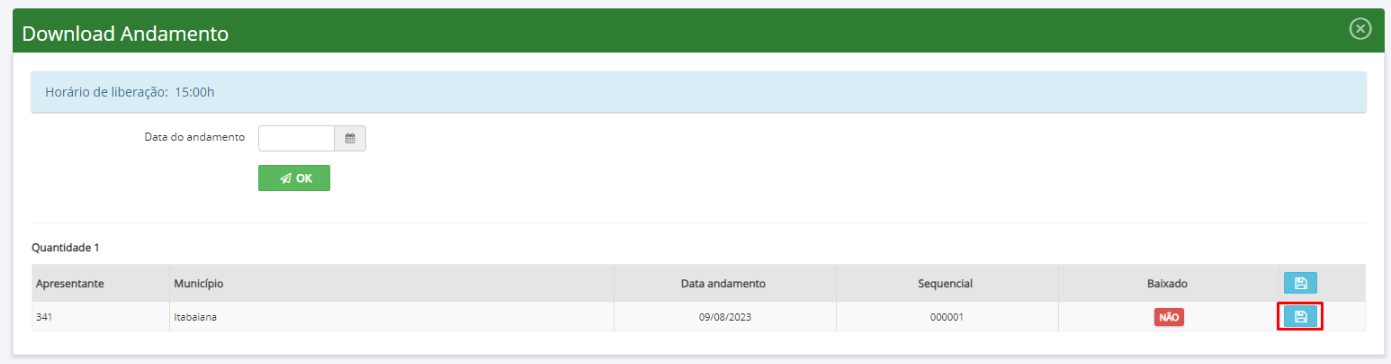 Download Andamento
Horário de liberação: 15:00h
Data do andamento
OK
Quantidade 1
Apresentante Município Data andamento Sequencial Baixado
341 Itabaiana 09/08/2023 000001 NÃO